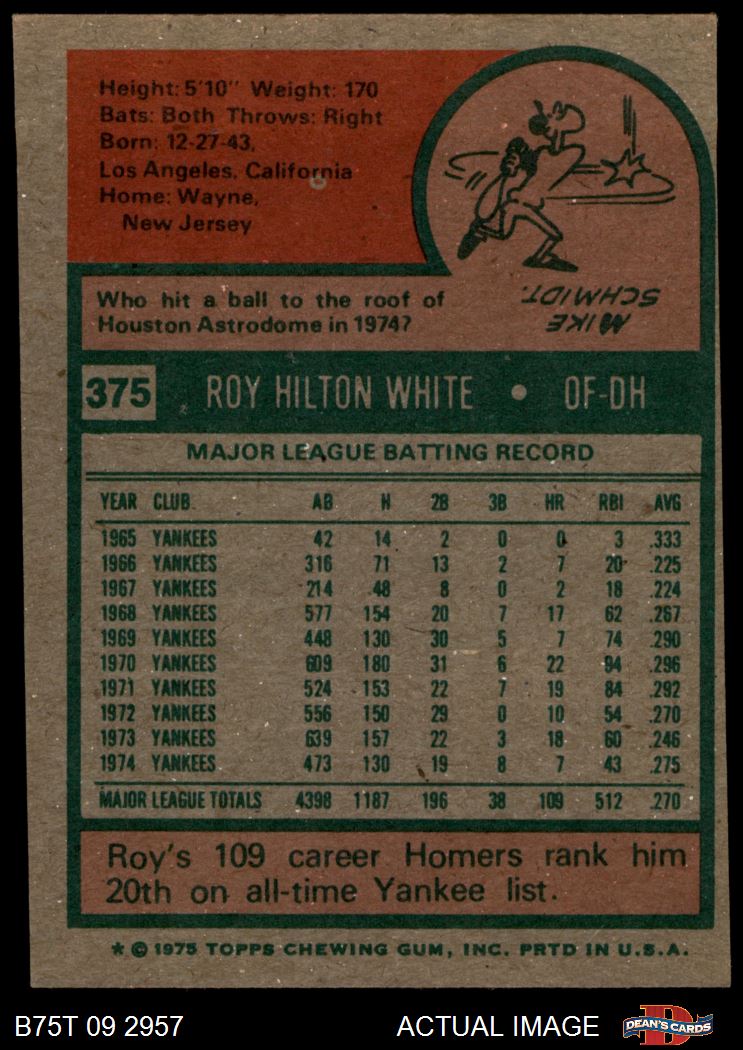 Height: 5'10" Weight: 170
Bats: Both Throws: Right
Born: 12-27-43,
Los Angeles, California
Home: Wayne,
New Jersey
Who hit a ball to the roof of
Houston Astrodome in 1974?
MIKE
SCHMIDT.
375 ROY HILTON WHITE • OF-DH
MAJOR LEAGUE BATTING RECORD
YEAR CLUB AB H 2B 3B HR RBI AVG
1965 YANKEES 42 14 2 0 0 3 .333
1966 YANKEES 316 71 13 2 7 20 .225
1967 YANKEES 214 48 8 0 2 18 .224
1968 YANKEES 577 154 20 7 17 62 .267
1969 YANKEES 448 130 30 5 7 74 .290
1970 YANKEES 609 180 31 6 22 94 .296
1971 YANKEES 524 153 22 7 19 84 .292
1972 YANKEES 556 150 29 0 10 54 .270
1973 YANKEES 639 157 22 3 18 60 .246
1974 YANKEES 473 130 19 8 7 43 .275
MAJOR LEAGUE TOTALS 4398 1187 196 38 109 512 .270
Roy's 109 career Homers rank him
20th on all-time Yankee list.
* © 1975 TOPPS CHEWING GUM, INC. PRTD IN U.S.A.
B75T 09 2957 ACTUAL IMAGE D DEAN'S CARDS